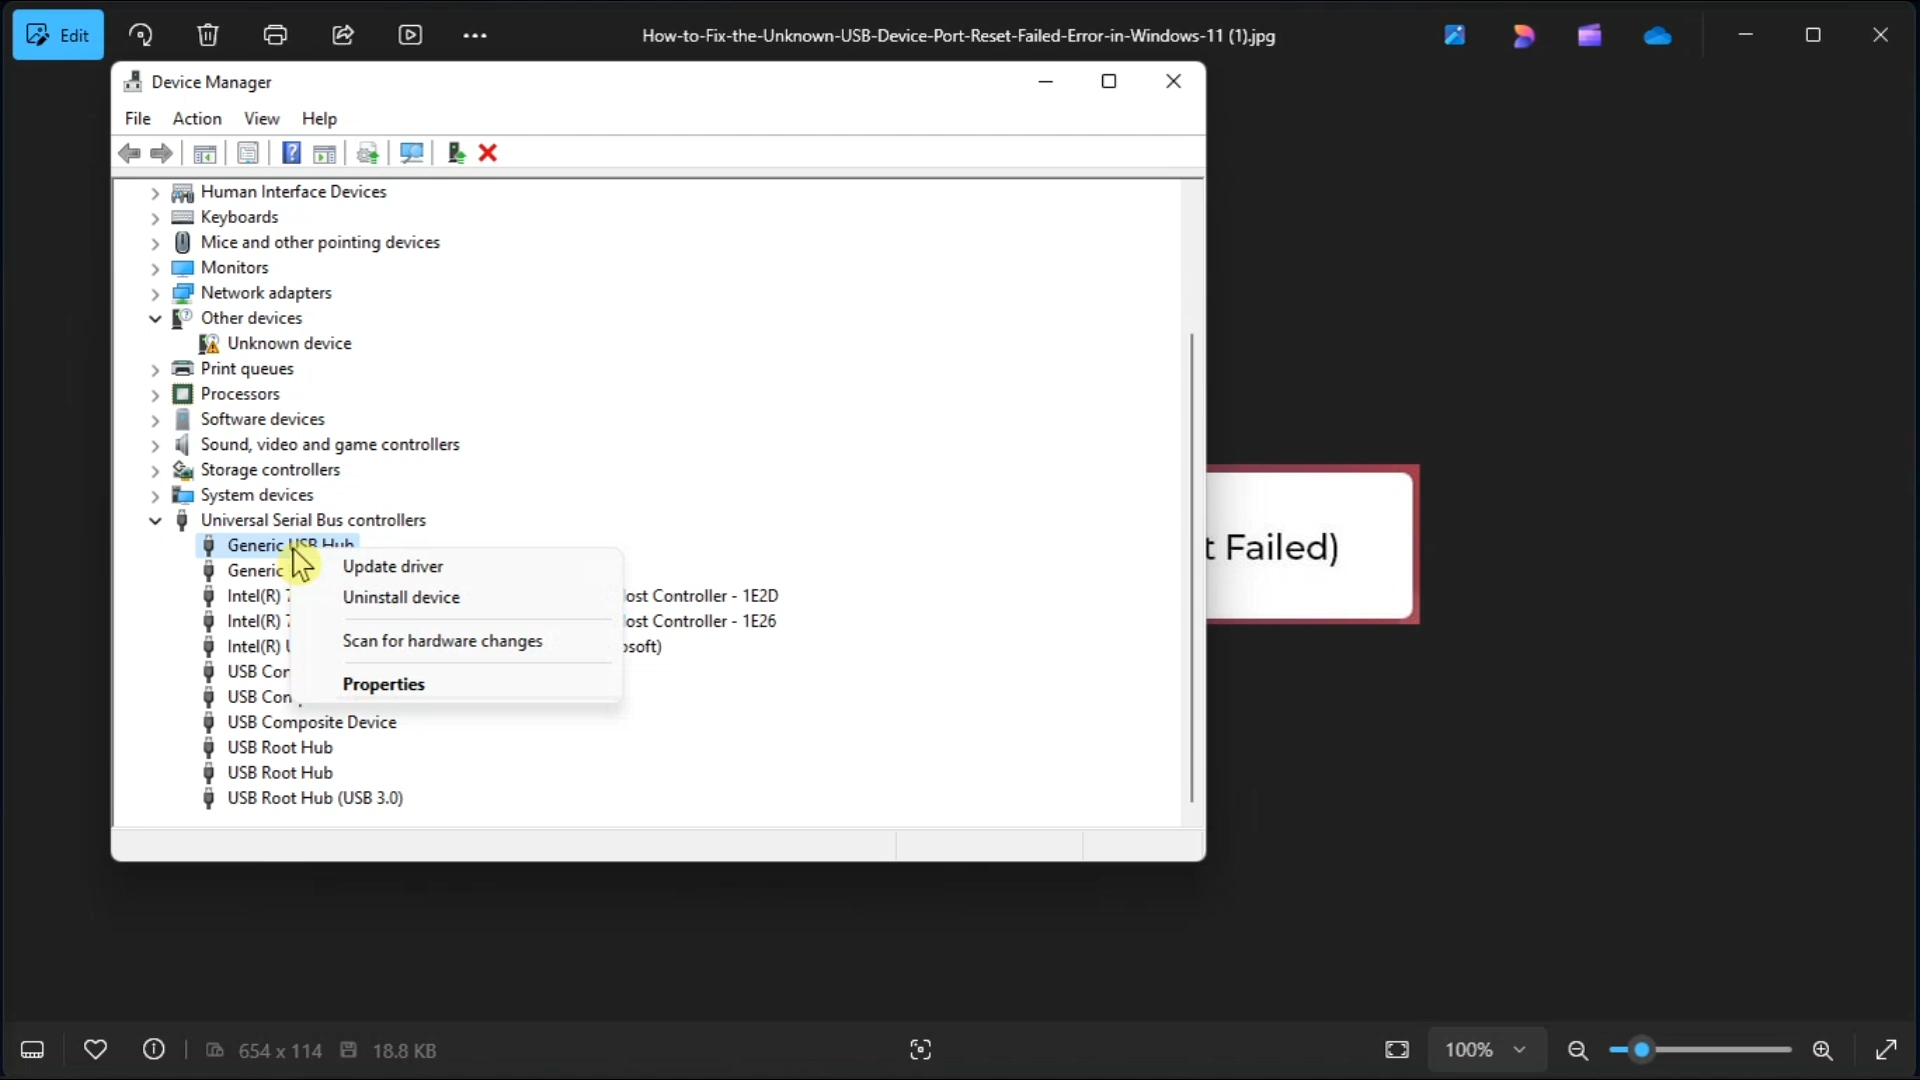 Edit
How-to-Fix-the-Unknown-USB-Device-Port-Reset-Failed-Error-in-Windows-11 (1).jpg
Device Manager
File Action View Help
Human Interface Devices
Keyboards
Mice and other pointing devices
Monitors
Network adapters
Other devices
Unknown device
Print queues
Processors
Software devices
Sound, video and game controllers
Storage controllers
System devices
Universal Serial Bus controllers
Generic USB Hub
Generic
Update driver
Uninstall device
Scan for hardware changes
Properties
Intel(R) 7 ost Controller - 1E2D
Intel(R) 7 ost Controller - 1E26
Intel(R) U osoft)
USB Con
USB Com
USB Composite Device
USB Root Hub
USB Root Hub
USB Root Hub (USB 3.0)
t Failed)
654 x 114 18.8 KB
100%